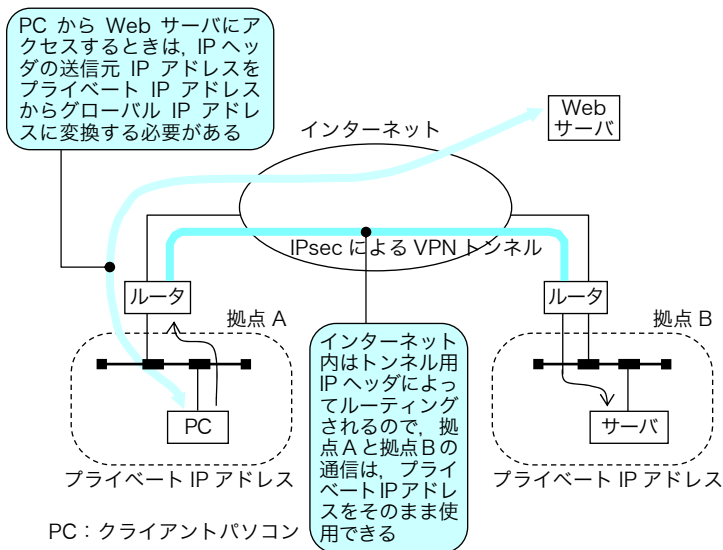 PC から Web サーバにア
クセスするときは, IP ヘッ
ダの送信元 IP アドレスを
プライベート IP アドレス
からグローバル IP アドレ
スに変換する必要がある
Web
サーバ
インターネット
IPsec による VPN トンネル
ルータ
ルータ
拠点 A
拠点 B
インターネット
内はトンネル用
IP ヘッダによっ
てルーティング
されるので, 拠
点 A と拠点 B の
通信は, プライ
ベート IP アドレ
スをそのまま使
用できる
PC
サーバ
プライベート IP アドレス
プライベート IP アドレス
PC：クライアントパソコン